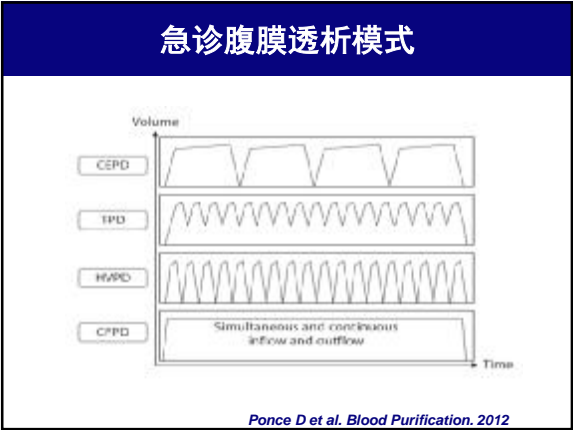 急诊腹膜透析模式
Volume
CEPD
TPD
HVPD
CFPD
Simultaneous and continuous
inflow and outflow
Time
Ponce D et al. Blood Purification. 2012